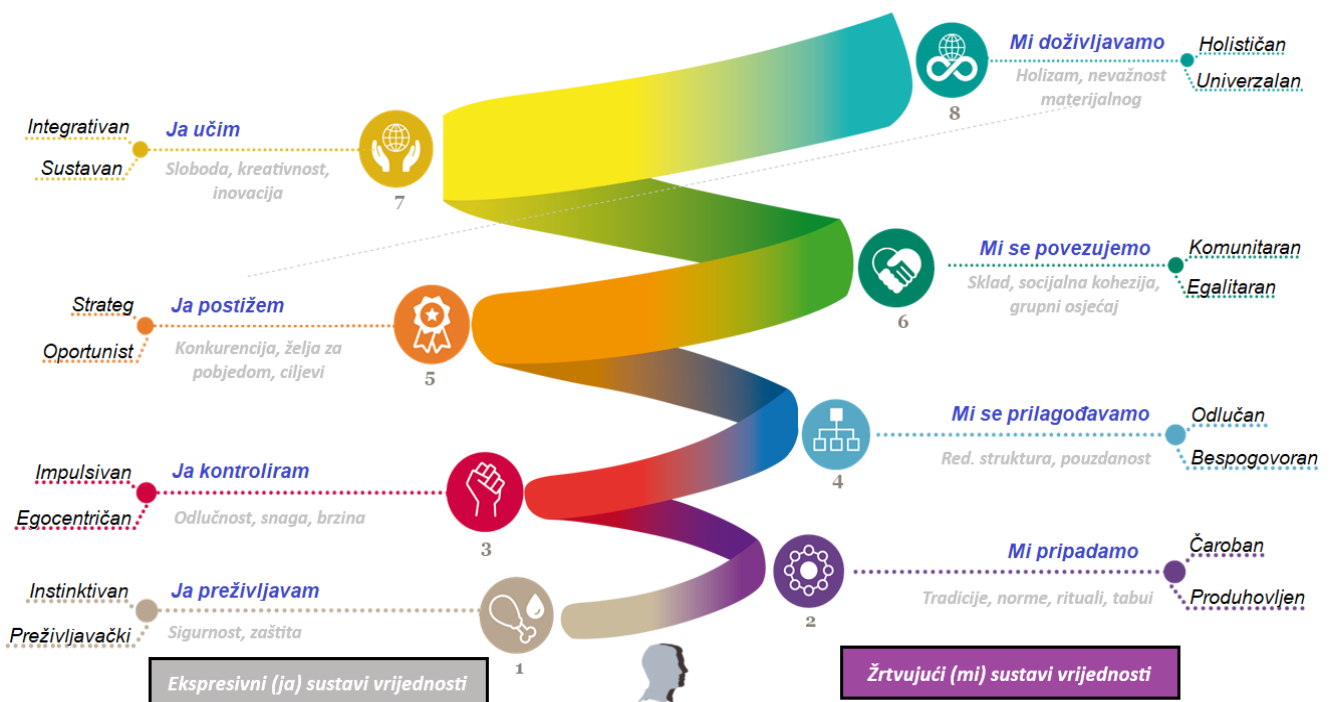 Mi doživljavamo
Holizam, nevažnost
materijalnog
Holističan
Univerzalan
8
Integrativan
Sustavan
Ja učim
Sloboda, kreativnost,
inovacija
7
Mi se povezujemo
Sklad, socijalna kohezija,
grupni osjećaj
Komunitaran
Egalitaran
6
Strateg
Oportunist
Ja postižem
Konkurencija, želja za
pobjedom, ciljevi
5
Mi se prilagođavamo
Red. struktura, pouzdanost
Odlučan
Bespogovoran
4
Impulsivan
Egocentričan
Ja kontroliram
Odlučnost, snaga, brzina
3
Mi pripadamo
Tradicije, norme, rituali, tabui
Čaroban
Produhovljen
2
Instinktivan
Preživljavački
Ja preživljavam
Sigurnost, zaštita
1
Ekspresivni (ja) sustavi vrijednosti
Žrtvujući (mi) sustavi vrijednosti